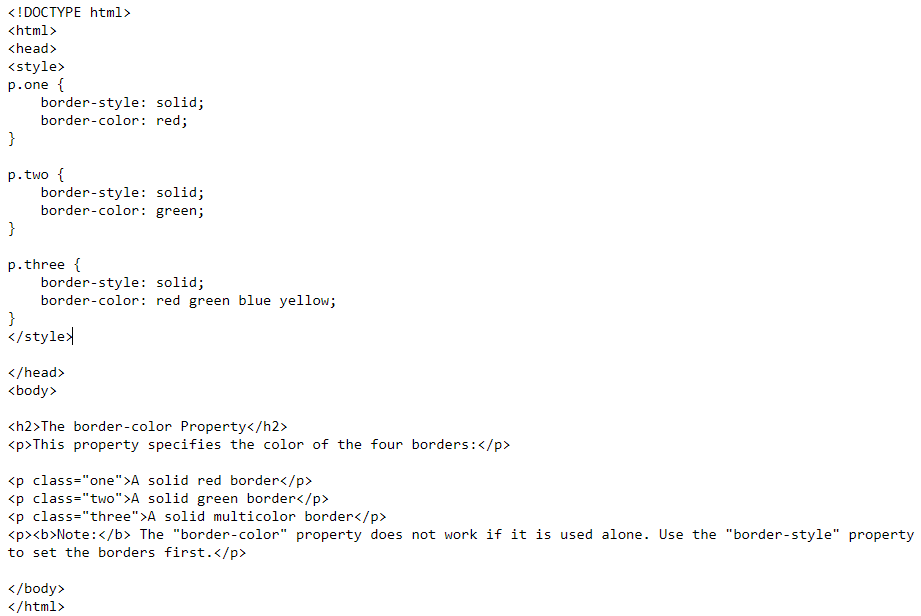 <!DOCTYPE html>
<html>
<head>
<style>
p.one {
    border-style: solid;
    border-color: red;
}

p.two {
    border-style: solid;
    border-color: green;
}

p.three {
    border-style: solid;
    border-color: red green blue yellow;
}
</style>

</head>
<body>

<h2>The border-color Property</h2>
<p>This property specifies the color of the four borders:</p>

<p class="one">A solid red border</p>
<p class="two">A solid green border</p>
<p class="three">A solid multicolor border</p>
<p><b>Note:</b> The "border-color" property does not work if it is used alone. Use the "border-style" property
to set the borders first.</p>

</body>
</html>